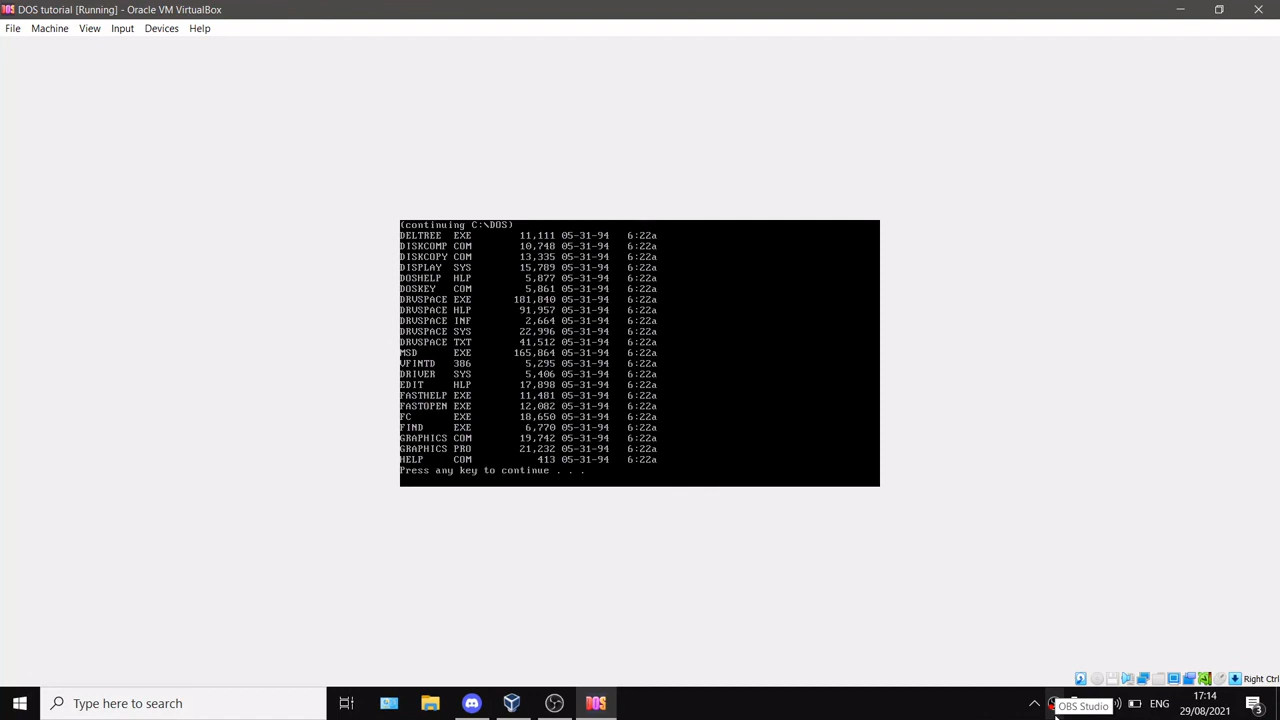 DOS tutorial [Running] - Oracle VM VirtualBox
File Machine View Input Devices Help
(continuing C:\DOS)
DELTREE EXE 11,111 05-31-94 6:22a
DISKCOMP COM 10,748 05-31-94 6:22a
DISKCOPY COM 13,335 05-31-94 6:22a
DISPLAY SYS 15,789 05-31-94 6:22a
DOSHELP HLP 5,877 05-31-94 6:22a
DOSKEY COM 5,861 05-31-94 6:22a
DRVSPACE EXE 181,840 05-31-94 6:22a
DRVSPACE HLP 91,957 05-31-94 6:22a
DRVSPACE INF 2,664 05-31-94 6:22a
DRVSPACE SYS 22,996 05-31-94 6:22a
DRVSPACE TXT 41,512 05-31-94 6:22a
MSD EXE 165,864 05-31-94 6:22a
VFINTD 386 5,295 05-31-94 6:22a
DRIVER SYS 5,406 05-31-94 6:22a
EDIT HLP 17,898 05-31-94 6:22a
FASTHELP EXE 11,481 05-31-94 6:22a
FASTOPEN EXE 12,082 05-31-94 6:22a
FC EXE 18,650 05-31-94 6:22a
FIND EXE 6,770 05-31-94 6:22a
GRAPHICS COM 19,742 05-31-94 6:22a
GRAPHICS PRO 21,232 05-31-94 6:22a
HELP COM 413 05-31-94 6:22a
Press any key to continue . . .
Right Ctrl
Type here to search
DOS
OBS Studio
ENG
17:14
29/08/2021
3